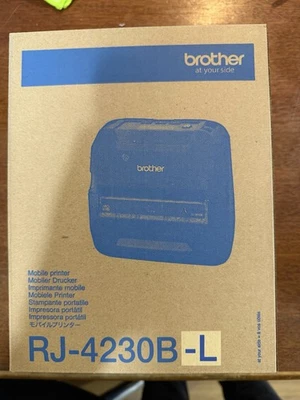 brother
at your side
brother
Mobile printer
Mobiler Drucker
Imprimante mobile
Mobiele Printer
Stampante portatile
Impresora portátil
Impressora portátil
モバイルプリンター
RJ-4230B-L